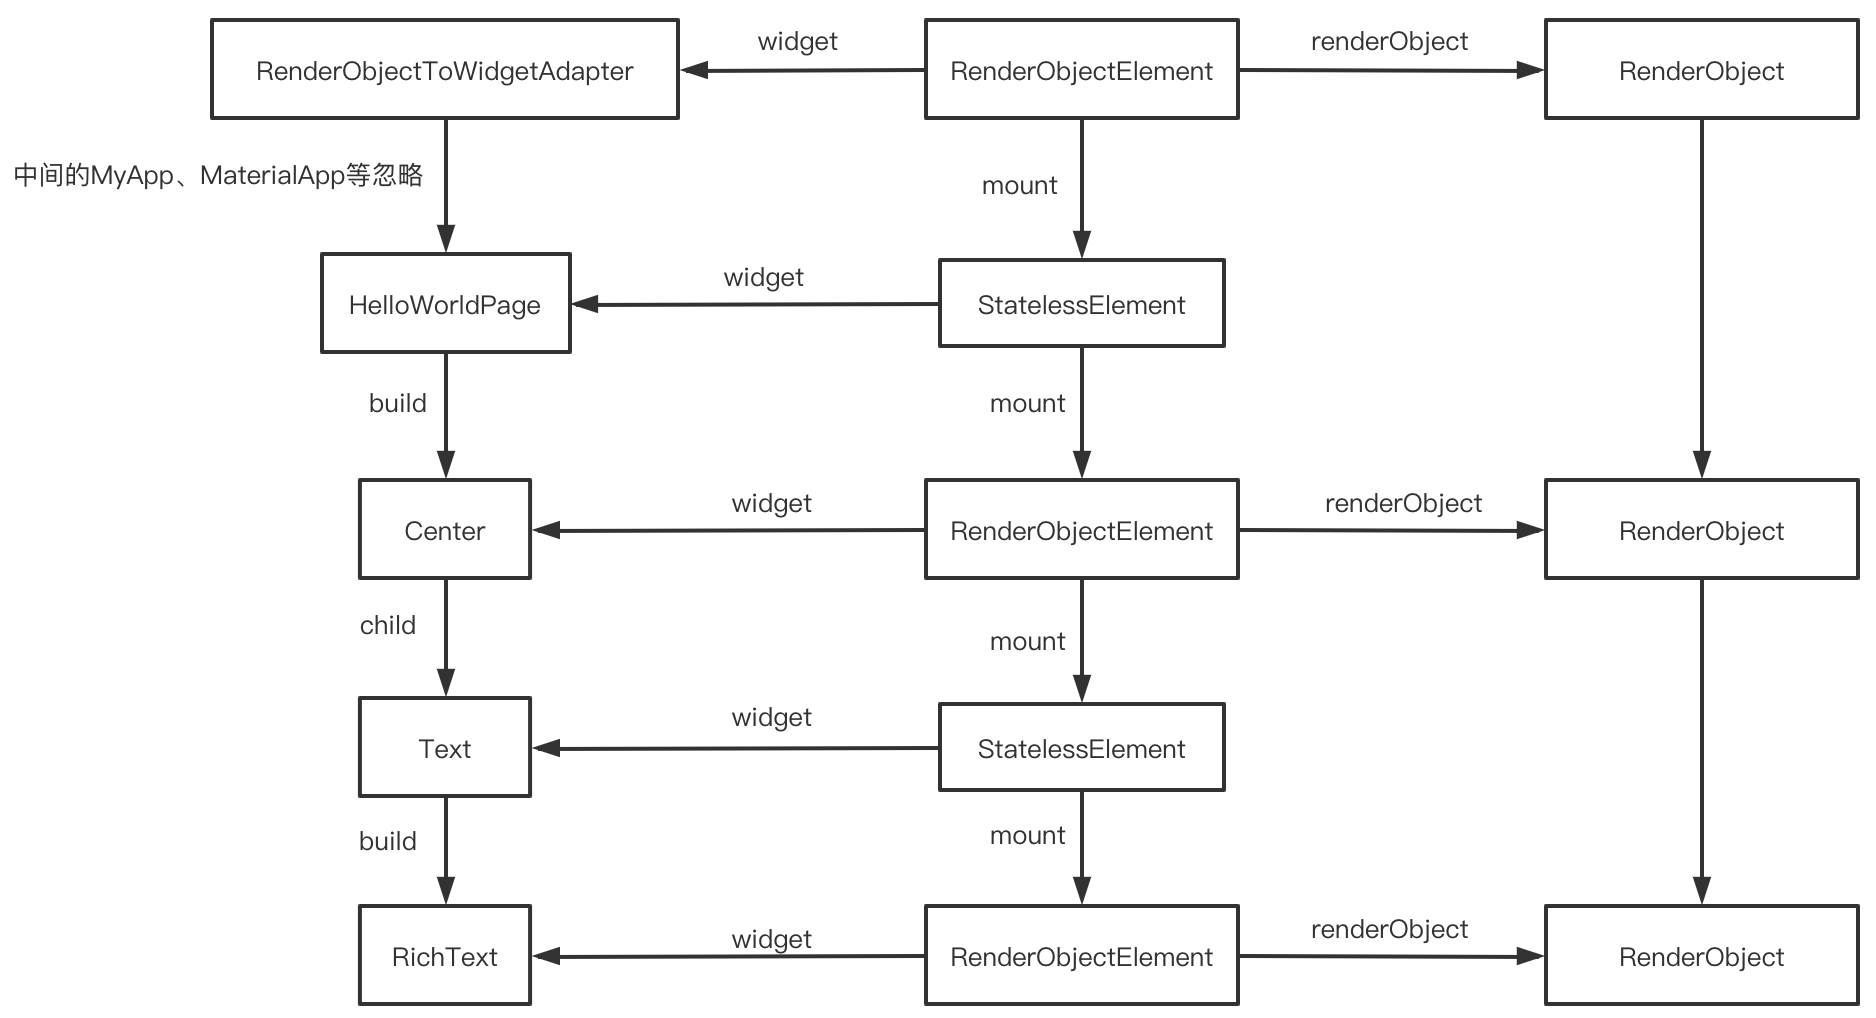 RenderObjectToWidgetAdapter
widget
RenderObjectElement
renderObject
RenderObject
中间的MyApp、MaterialApp等忽略
mount
HelloWorldPage
widget
StatelessElement
build
mount
Center
widget
RenderObjectElement
renderObject
RenderObject
child
mount
Text
widget
StatelessElement
build
mount
RichText
widget
RenderObjectElement
renderObject
RenderObject